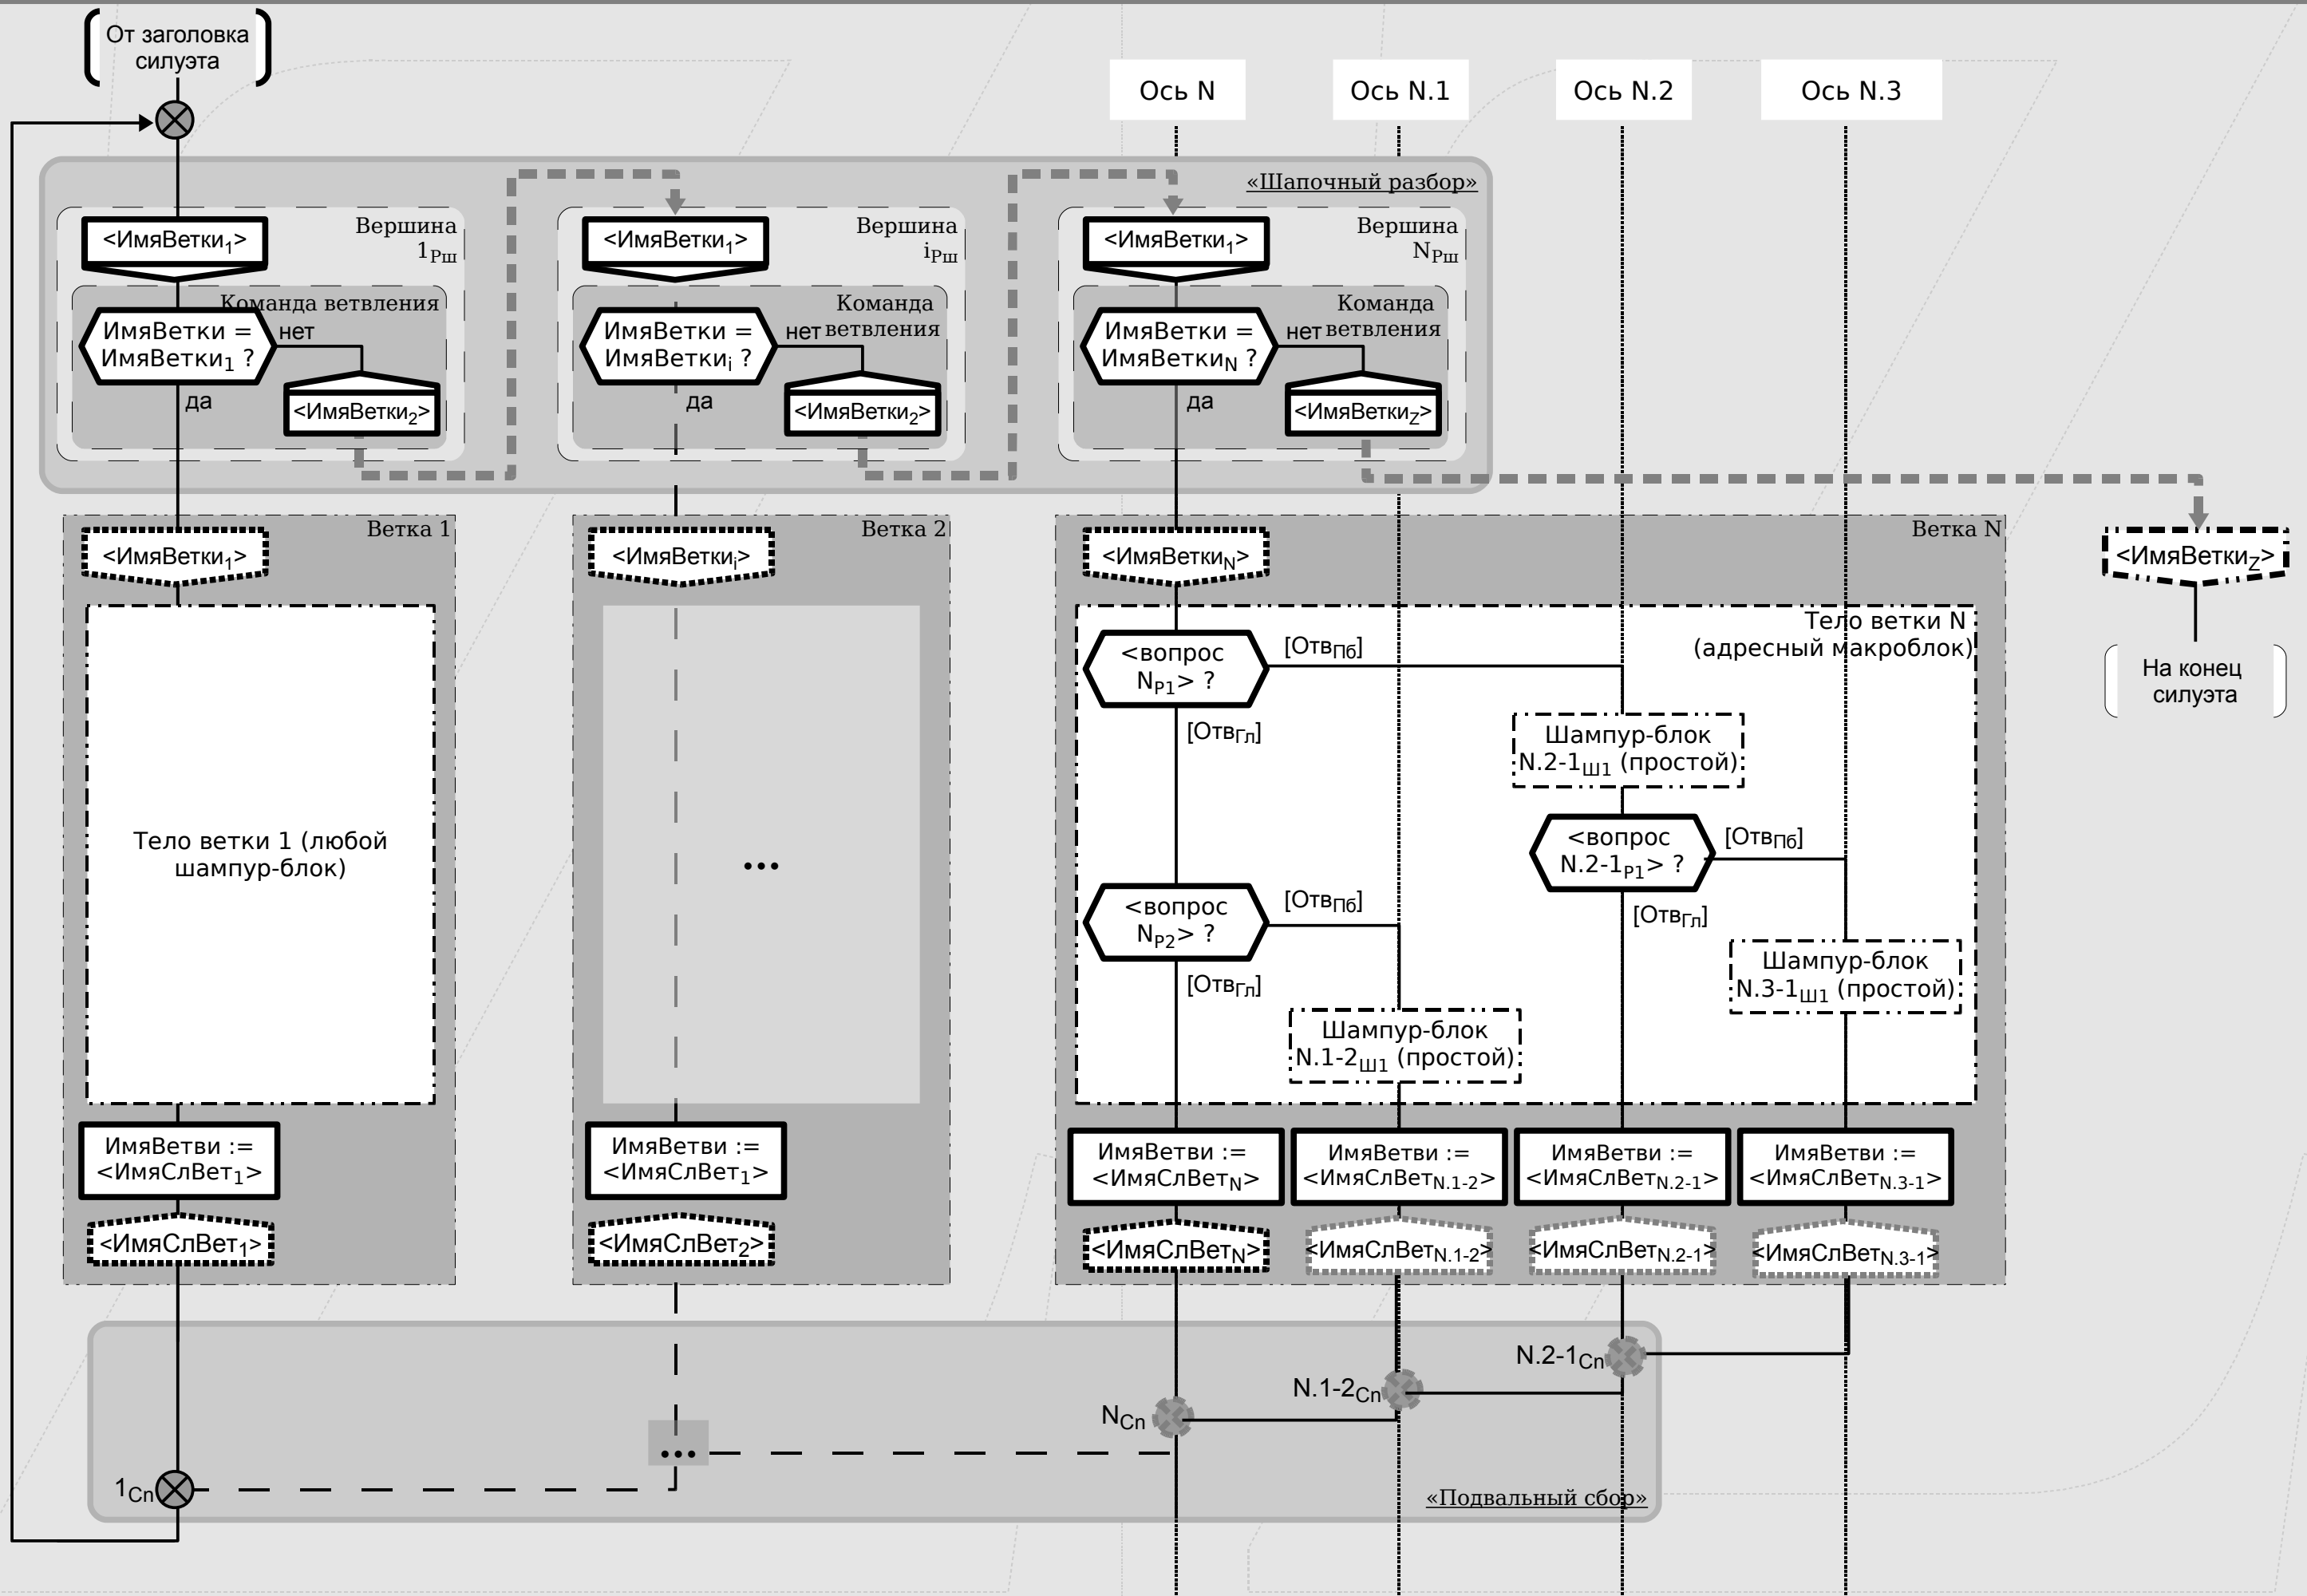 От заголовка
силуэта
Ось N
Ось N.1
Ось N.2
Ось N.3
«Шапочный разбор»
<ИмяВетки1>
Вершина
1Рш
Команда ветвления
ИмяВетки =
ИмяВетки1 ?
нет
да
<ИмяВетки2>
<ИмяВетки1>
Вершина
iРш
Команда
ветвления
ИмяВетки =
ИмяВеткиi ?
нет
да
<ИмяВетки2>
<ИмяВетки1>
Вершина
NРш
Команда
ветвления
ИмяВетки =
ИмяВеткиN ?
нет
да
<ИмяВеткиZ>
Ветка 1
<ИмяВетки1>
Тело ветки 1 (любой
шампур-блок)
ИмяВетви :=
<ИмяСлВет1>
<ИмяСлВет1>
Ветка 2
<ИмяВеткиi>
...
ИмяВетви :=
<ИмяСлВет1>
<ИмяСлВет2>
Ветка N
<ИмяВеткиN>
Тело ветки N
(адресный макроблок)
<вопрос
NР1> ?
[ОтвПб]
[ОтвГл]
Шампур-блок
N.2-1Ш1 (простой)
<вопрос
N.2-1Р1> ?
[ОтвПб]
[ОтвГл]
<вопрос
NР2> ?
[ОтвПб]
[ОтвГл]
Шампур-блок
N.3-1Ш1 (простой)
Шампур-блок
N.1-2Ш1 (простой)
ИмяВетви :=
<ИмяСлВетN>
ИмяВетви :=
<ИмяСлВетN.1-2>
ИмяВетви :=
<ИмяСлВетN.2-1>
ИмяВетви :=
<ИмяСлВетN.3-1>
<ИмяСлВетN>
<ИмяСлВетN.1-2>
<ИмяСлВетN.2-1>
<ИмяСлВетN.3-1>
<ИмяВеткиZ>
На конец
силуэта
N.2-1Сп
N.1-2Сп
NСп
...
1Сп
«Подвальный сбор»